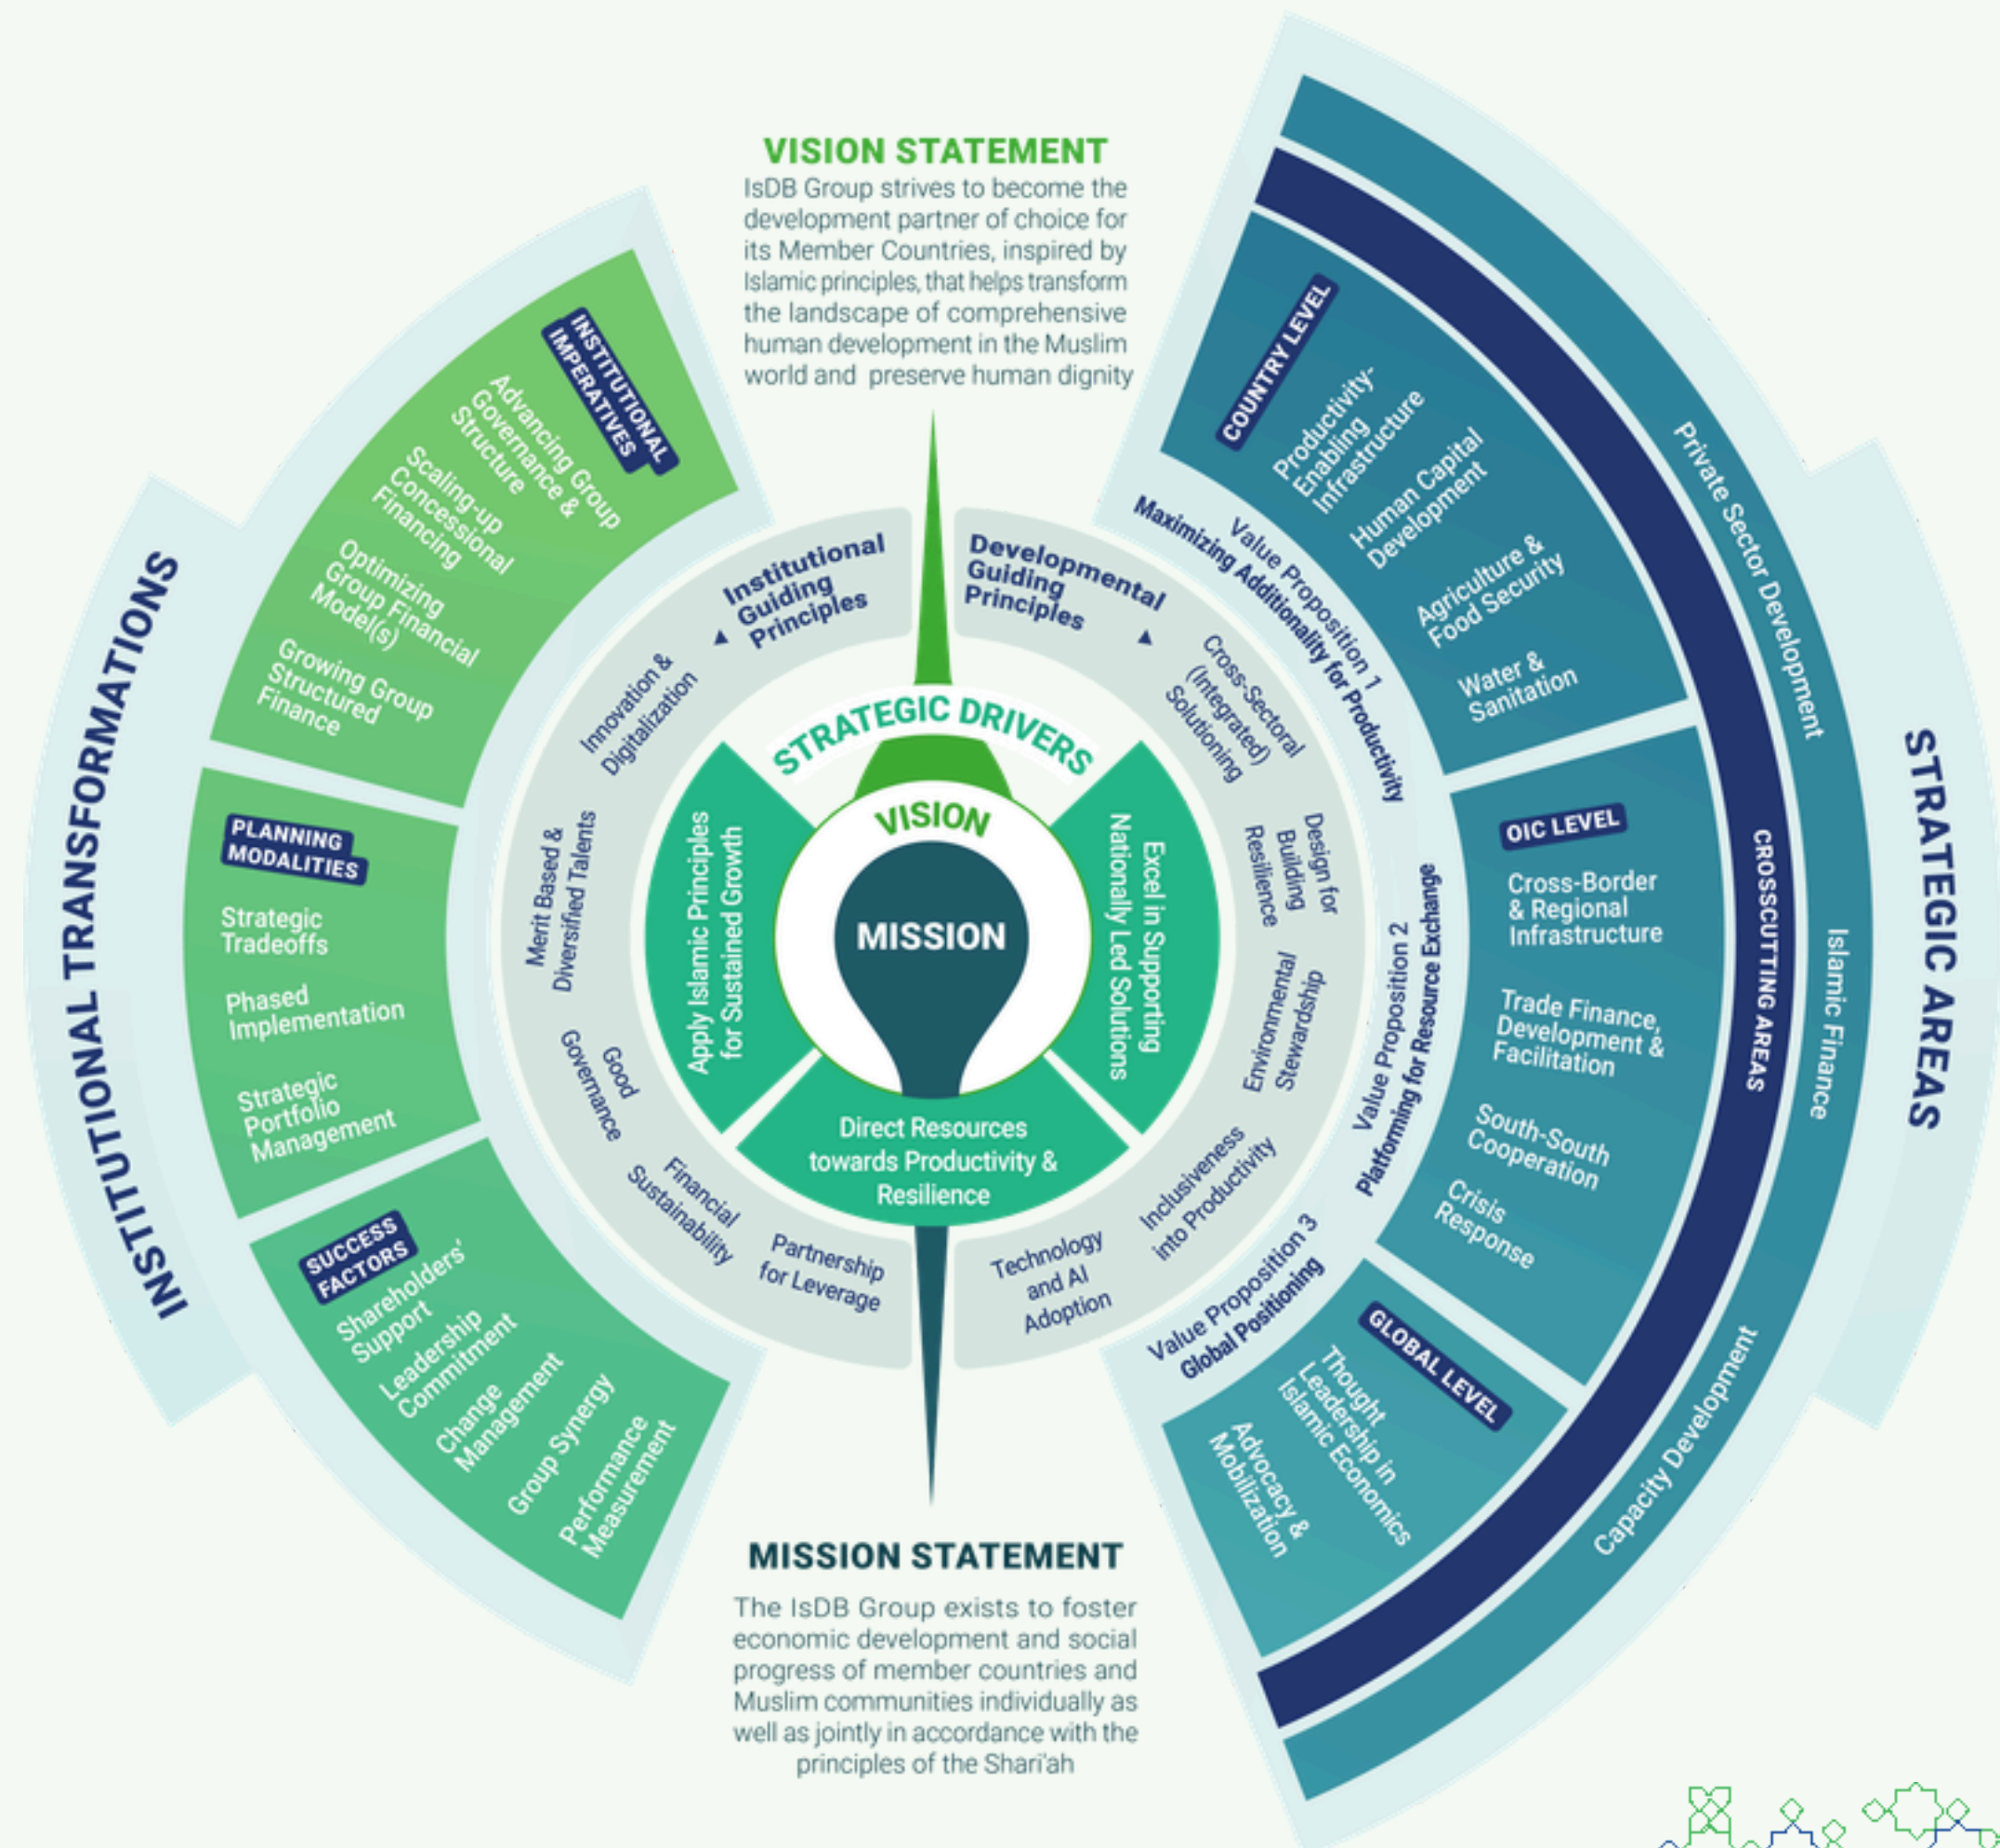 VISION STATEMENT
IsDB Group strives to become the
development partner of choice for
its Member Countries, inspired by
Islamic principles, that helps transform
the landscape of comprehensive
human development in the Muslim
world and preserve human dignity
INSTITUTIONAL TRANSFORMATIONS
INSTITUTIONAL
IMPERATIVES
Advancing Group
Governance &
Structure
Scaling-up
Concessional
Financing
Optimizing
Group Financial
Model(s)
Growing Group
Structured
Finance
PLANNING
MODALITIES
Strategic
Tradeoffs
Phased
Implementation
Strategic
Portfolio
Management
SUCCESS
FACTORS
Shareholders'
Support
Leadership
Commitment
Change
Management
Group Synergy
Performance
Measurement
Institutional
Guiding
Principles
Innovation &
Digitalization
Merit Based &
Diversified Talents
Good
Governance
Financial
Sustainability
Partnership
for Leverage
STRATEGIC DRIVERS
VISION
MISSION
Apply Islamic Principles
for Sustained Growth
Excel in Supporting
Nationally Led Solutions
Direct Resources
towards Productivity &
Resilience
Developmental
Guiding
Principles
Cross-Sectoral
(Integrated)
Solutioning
Design for
Building
Resilience
Environmental
Stewardship
Inclusiveness
into Productivity
Technology
and AI
Adoption
Value Proposition 1
Maximizing Additionality for Productivity
Value Proposition 2
Platforming for Resource Exchange
Value Proposition 3
Global Positioning
COUNTRY LEVEL
Productivity-
Enabling
Infrastructure
Human Capital
Development
Agriculture &
Food Security
Water &
Sanitation
OIC LEVEL
Cross-Border
& Regional
Infrastructure
Trade Finance,
Development &
Facilitation
South-South
Cooperation
Crisis
Response
GLOBAL LEVEL
Thought
Leadership in
Islamic Economics
Advocacy &
Mobilization
CROSSCUTTING AREAS
Private Sector Development
Islamic Finance
Capacity Development
STRATEGIC AREAS
MISSION STATEMENT
The IsDB Group exists to foster
economic development and social
progress of member countries and
Muslim communities individually as
well as jointly in accordance with the
principles of the Shari'ah